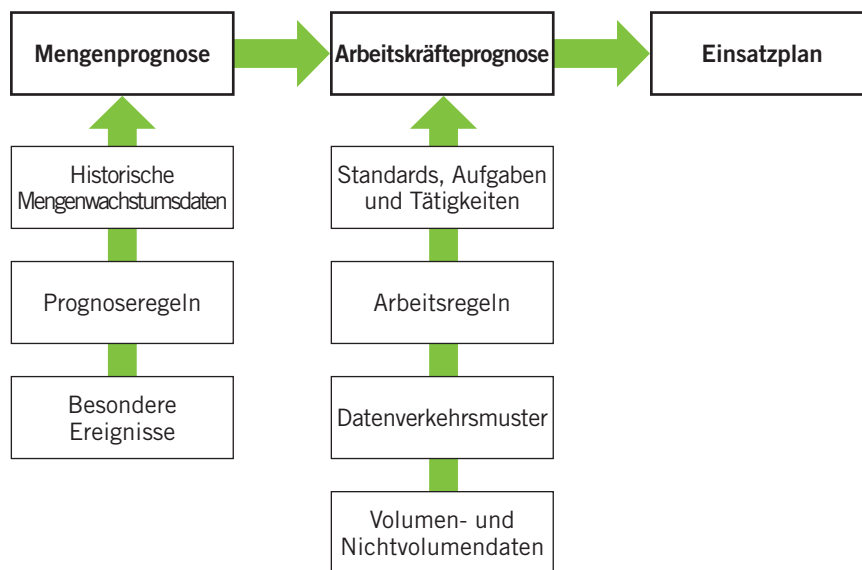 Mengenprognose
Arbeitskräfteprognose
Einsatzplan
Historische
Mengenwachstumsdaten
Prognoseregeln
Besondere
Ereignisse
Standards, Aufgaben
und Tätigkeiten
Arbeitsregeln
Datenverkehrsmuster
Volumen- und
Nichtvolumendaten